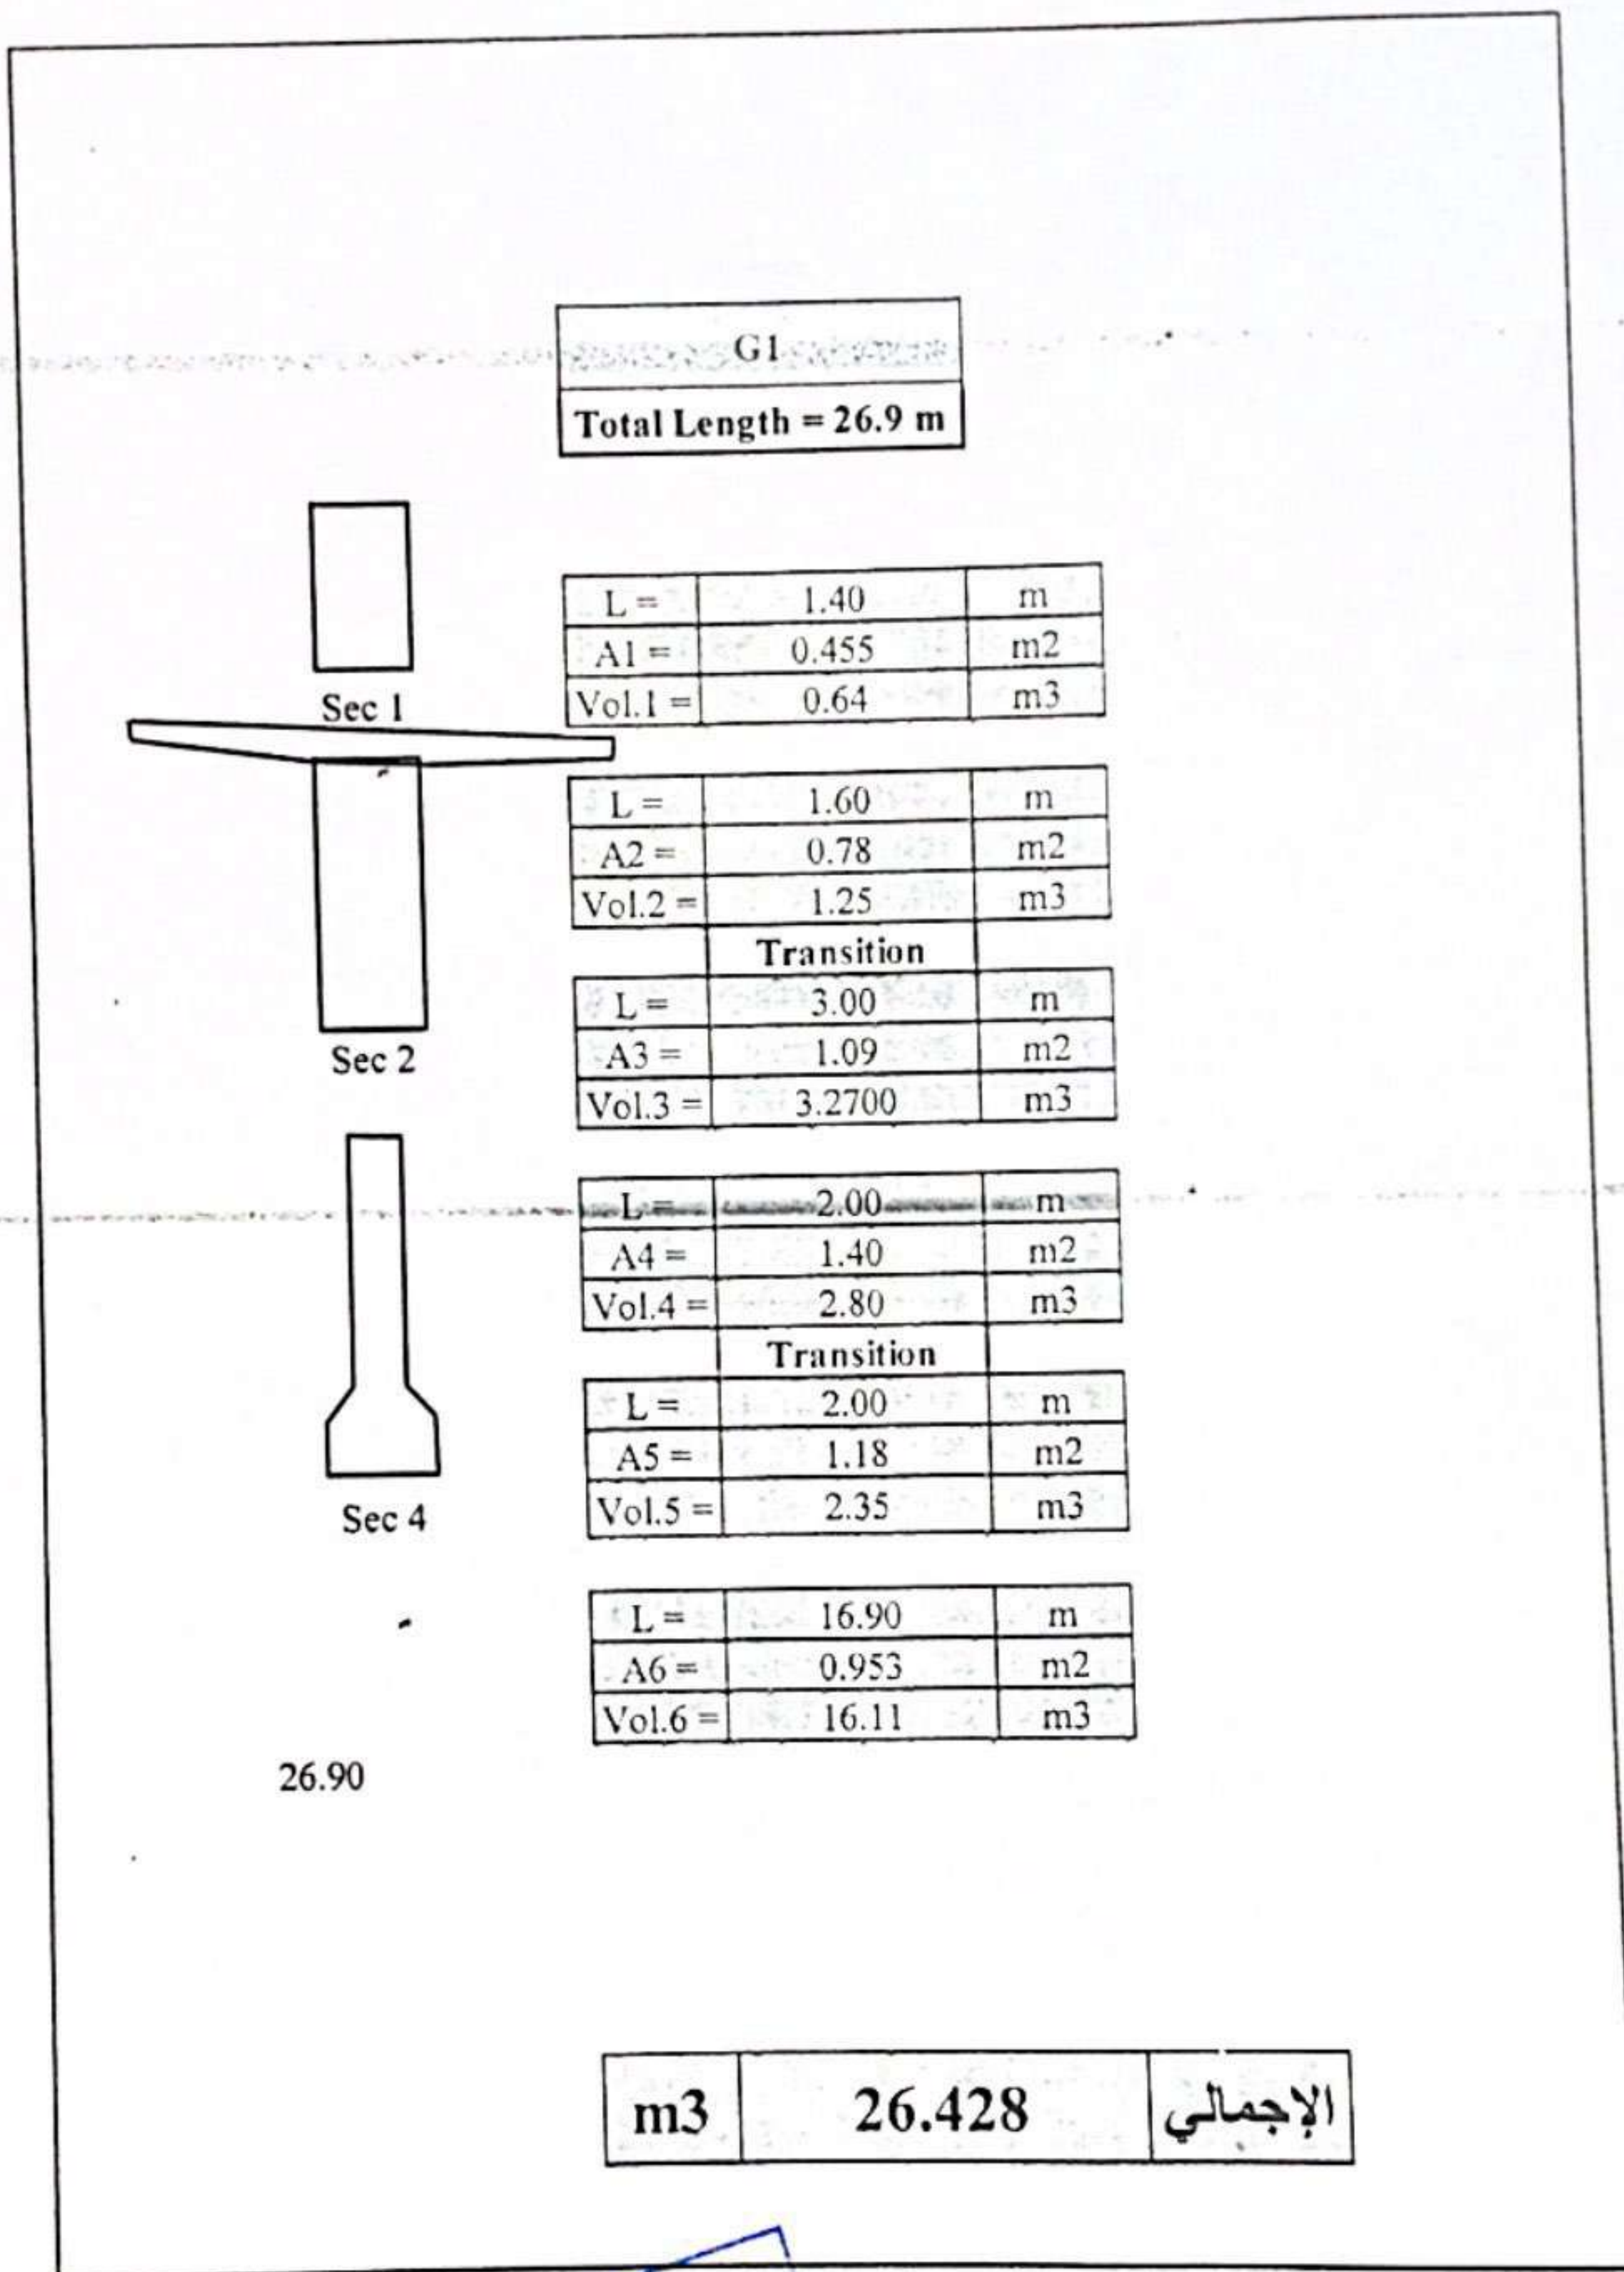 G1
Total Length = 26.9 m
L = 1.40 m
A1 = 0.455 m2
Vol.1 = 0.64 m3
Sec 1
L = 1.60 m
A2 = 0.78 m2
Vol.2 = 1.25 m3
Transition
L = 3.00 m
A3 = 1.09 m2
Vol.3 = 3.2700 m3
Sec 2
L = 2.00 m
A4 = 1.40 m2
Vol.4 = 2.80 m3
Transition
L = 2.00 m
A5 = 1.18 m2
Vol.5 = 2.35 m3
Sec 4
L = 16.90 m
A6 = 0.953 m2
Vol.6 = 16.11 m3
26.90
m3 26.428 الإجمالي